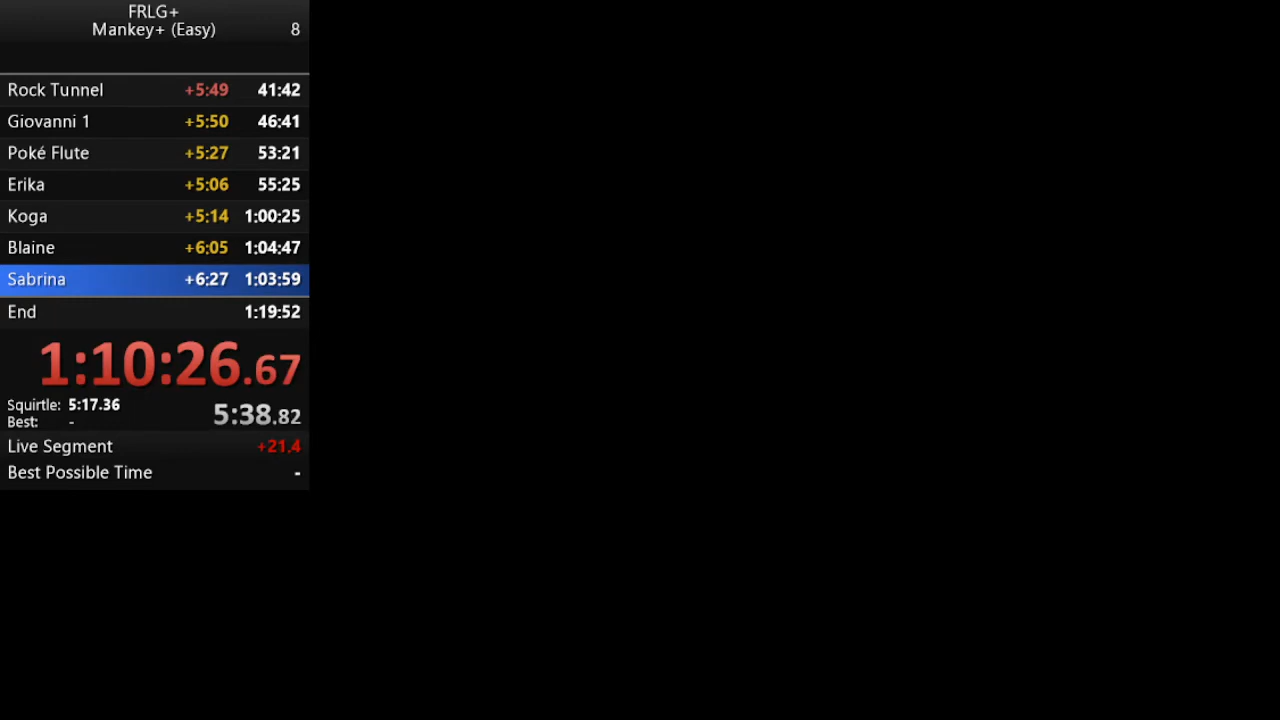 FRLG+
Mankey+ (Easy) 8
Rock Tunnel +5:49 41:42
Giovanni 1 +5:50 46:41
Poké Flute +5:27 53:21
Erika +5:06 55:25
Koga +5:14 1:00:25
Blaine +6:05 1:04:47
Sabrina +6:27 1:03:59
End 1:19:52
1:10:26.67
Squirtle: 5:17.36 5:38.82
Best: -
Live Segment +21.4
Best Possible Time -